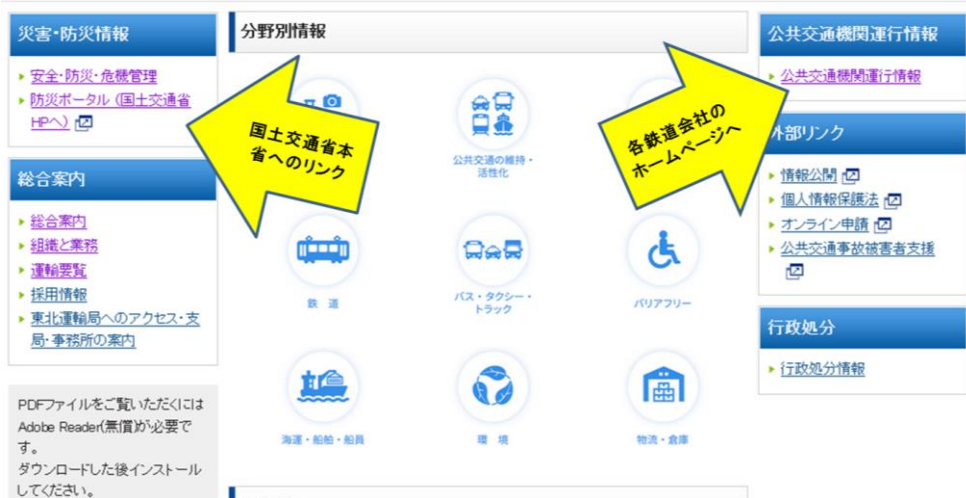 災害・防災情報
安全・防災・危機管理
防災ポータル（国土交通省
HPへ）
総合案内
総合案内
組織と業務
運輸要覧
採用情報
東北運輸局へのアクセス・支
局・事務所の案内
PDFファイルをご覧いただくには
Adobe Reader(無償)が必要で
す。
ダウンロードした後インストール
してください。
分野別情報
国土交通省本
省へのリンク
公共交通の維持・
活性化
各鉄道会社の
ホームページへ
鉄 道
バス・タクシー・
トラック
バリアフリー
海運・船舶・船員
環 境
物流・倉庫
公共交通機関運行情報
公共交通機関運行情報
外部リンク
情報公開
個人情報保護法
オンライン申請
公共交通事故被害者支援
行政処分
行政処分情報